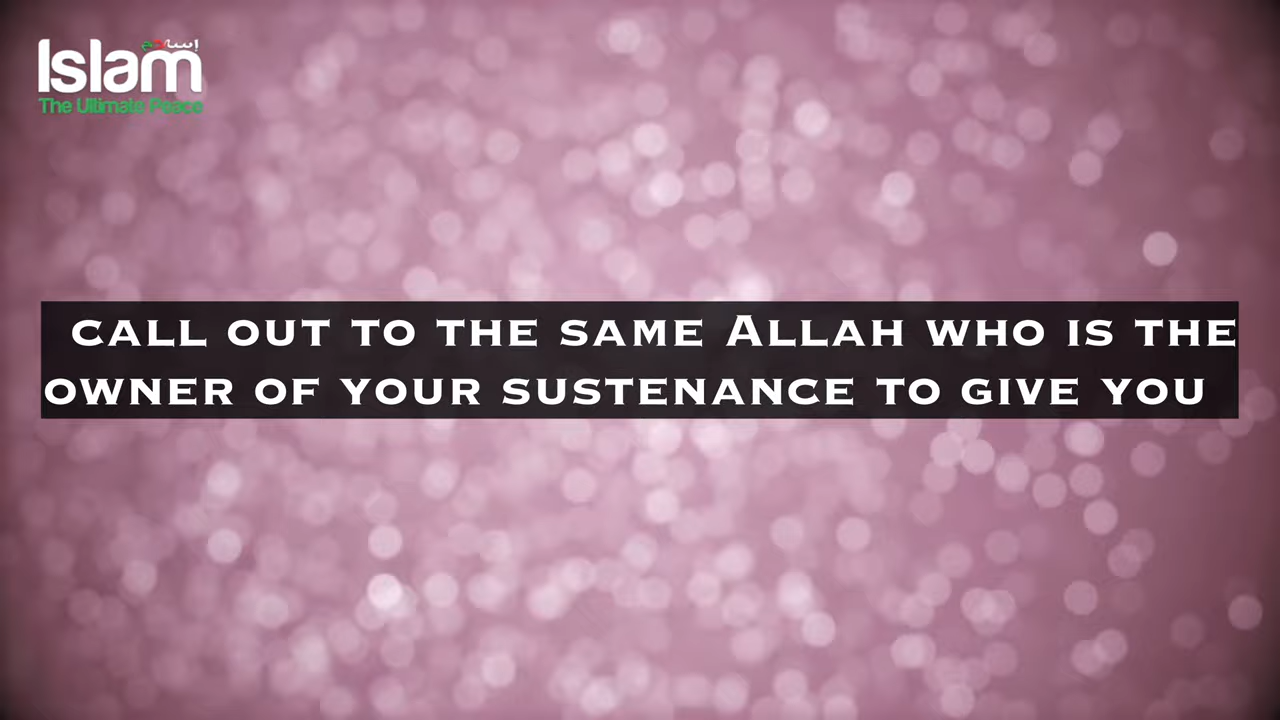 إسلام
Islam
The Ultimate Peace
CALL OUT TO THE SAME ALLAH WHO IS THE
OWNER OF YOUR SUSTENANCE TO GIVE YOU